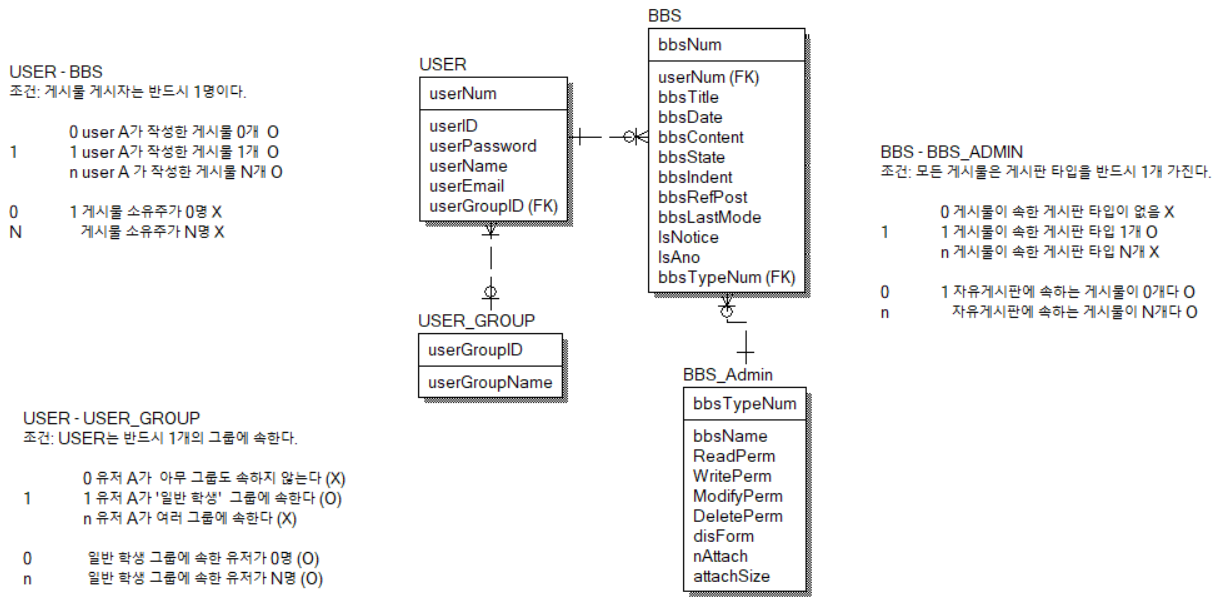 USER - BBS
조건: 게시물 게시자는 반드시 1명이다.
0 user A가 작성한 게시물 0개 O
1 1 user A가 작성한 게시물 1개 O
n user A 가 작성한 게시물 N개 O
0 1 게시물 소유주가 0명 X
N 게시물 소유주가 N명 X
USER
userNum
userID
userPassword
userName
userEmail
userGroupID (FK)
USER_GROUP
userGroupID
userGroupName
BBS
bbsNum
userNum (FK)
bbsTitle
bbsDate
bbsContent
bbsState
bbsIndent
bbsRefPost
bbsLastMode
IsNotice
IsAno
bbsTypeNum (FK)
BBS_Admin
bbsTypeNum
bbsName
ReadPerm
WritePerm
ModifyPerm
DeletePerm
disForm
nAttach
attachSize
BBS - BBS_ADMIN
조건: 모든 게시물은 게시판 타입을 반드시 1개 가진다.
0 게시물이 속한 게시판 타입이 없음 X
1 1 게시물이 속한 게시판 타입 1개 O
n 게시물이 속한 게시판 타입 N개 X
0 1 자유게시판에 속하는 게시물이 0개다 O
n 자유게시판에 속하는 게시물이 N개다 O
USER - USER_GROUP
조건: USER는 반드시 1개의 그룹에 속한다.
0 유저 A가 아무 그룹도 속하지 않는다 (X)
1 1 유저 A가 '일반 학생' 그룹에 속한다 (O)
n 유저 A가 여러 그룹에 속한다 (X)
0 일반 학생 그룹에 속한 유저가 0명 (O)
n 일반 학생 그룹에 속한 유저가 N명 (O)